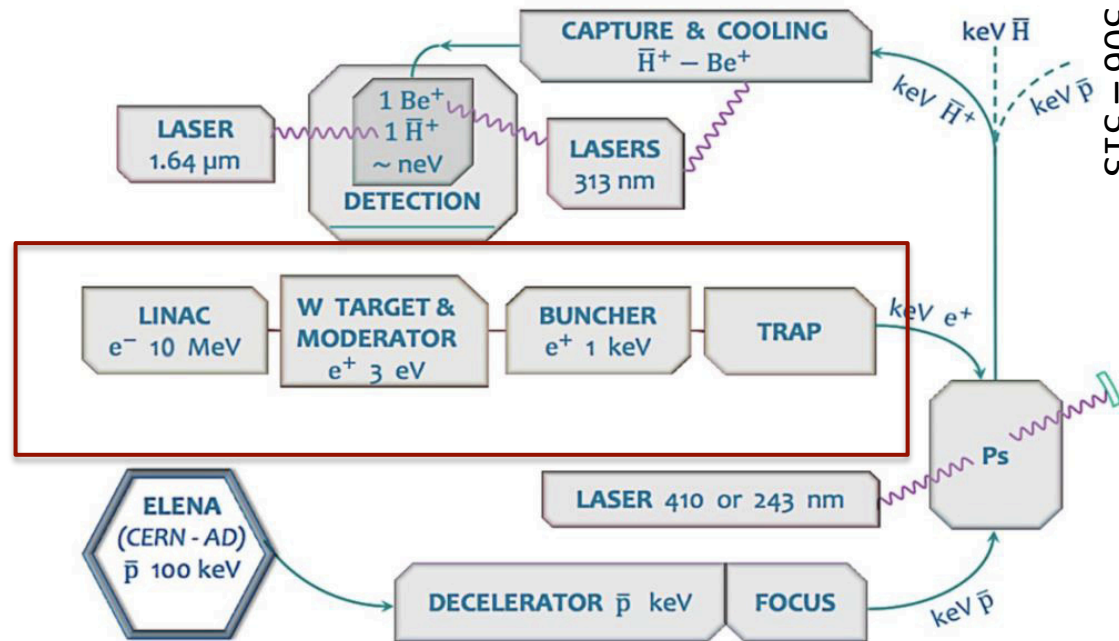 CAPTURE & COOLING
H̅⁺ – Be⁺
keV H̅
keV p̅
keV H̅⁺
1 Be⁺
1 H̅⁺
~ neV
DETECTION
LASER
1.64 µm
LASERS
313 nm
LINAC
e⁻ 10 MeV
W TARGET &
MODERATOR
e⁺ 3 eV
BUNCHER
e⁺ 1 keV
TRAP
keV e⁺
Ps
LASER 410 or 243 nm
ELENA
(CERN - AD)
p̅ 100 keV
DECELERATOR p̅ keV
FOCUS
keV p̅